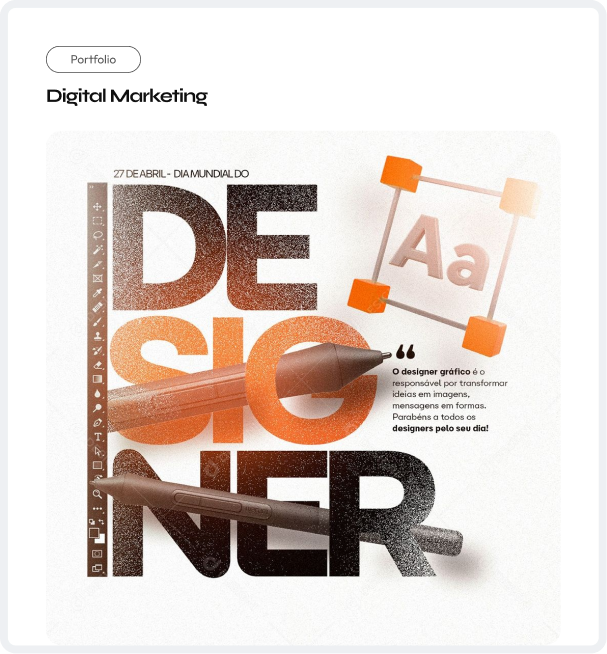 Portfolio
Digital Marketing
27 DE ABRIL - DIA MUNDIAL DO
DE
SIG
NER
Aa
“
O designer gráfico é o
responsável por transformar
ideias em imagens,
mensagens em formas.
Parabéns a todos os
designers pelo seu dia!